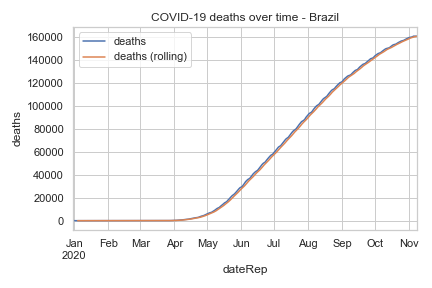 COVID-19 deaths over time - Brazil
deaths
deaths (rolling)
160000
140000
120000
100000
80000
60000
40000
20000
0
deaths
Jan Feb Mar Apr May Jun Jul Aug Sep Oct Nov
2020
dateRep